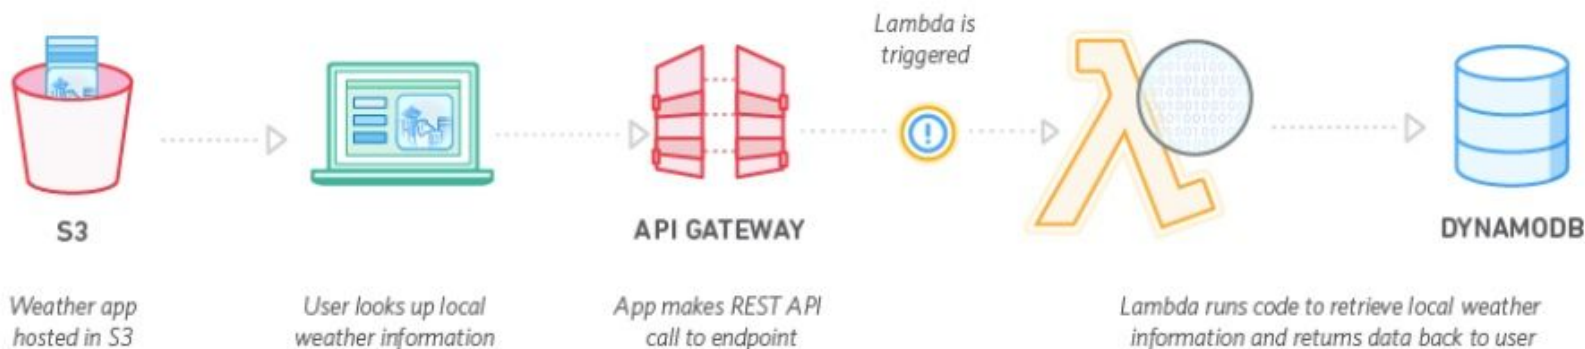 Lambda is
triggered
S3
API GATEWAY
DYNAMODB
Weather app
hosted in S3
User looks up local
weather information
App makes REST API
call to endpoint
Lambda runs code to retrieve local weather
information and returns data back to user